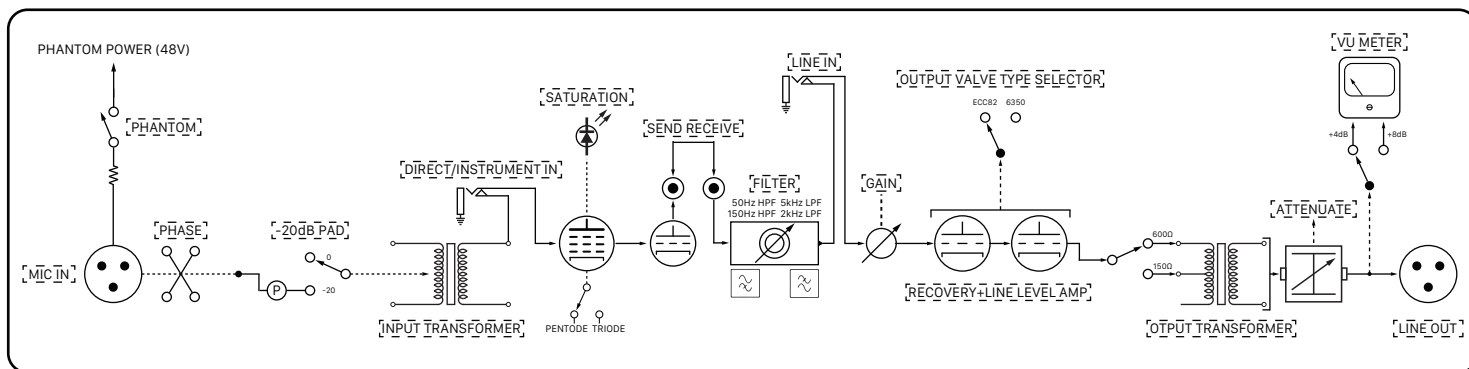 PHANTOM POWER (48V)
PHANTOM
MIC IN
PHASE
-20dB PAD
0
-20
P
INPUT TRANSFORMER
DIRECT/INSTRUMENT IN
SATURATION
PENTODE TRIODE
SEND RECEIVE
FILTER
50Hz HPF 5kHz LPF
150Hz HPF 2kHz LPF
LINE IN
GAIN
OUTPUT VALVE TYPE SELECTOR
ECC82 6350
RECOVERY+LINE LEVEL AMP
600Ω
150Ω
OTPUT TRANSFORMER
ATTENUATE
VU METER
+4dB +8dB
LINE OUT